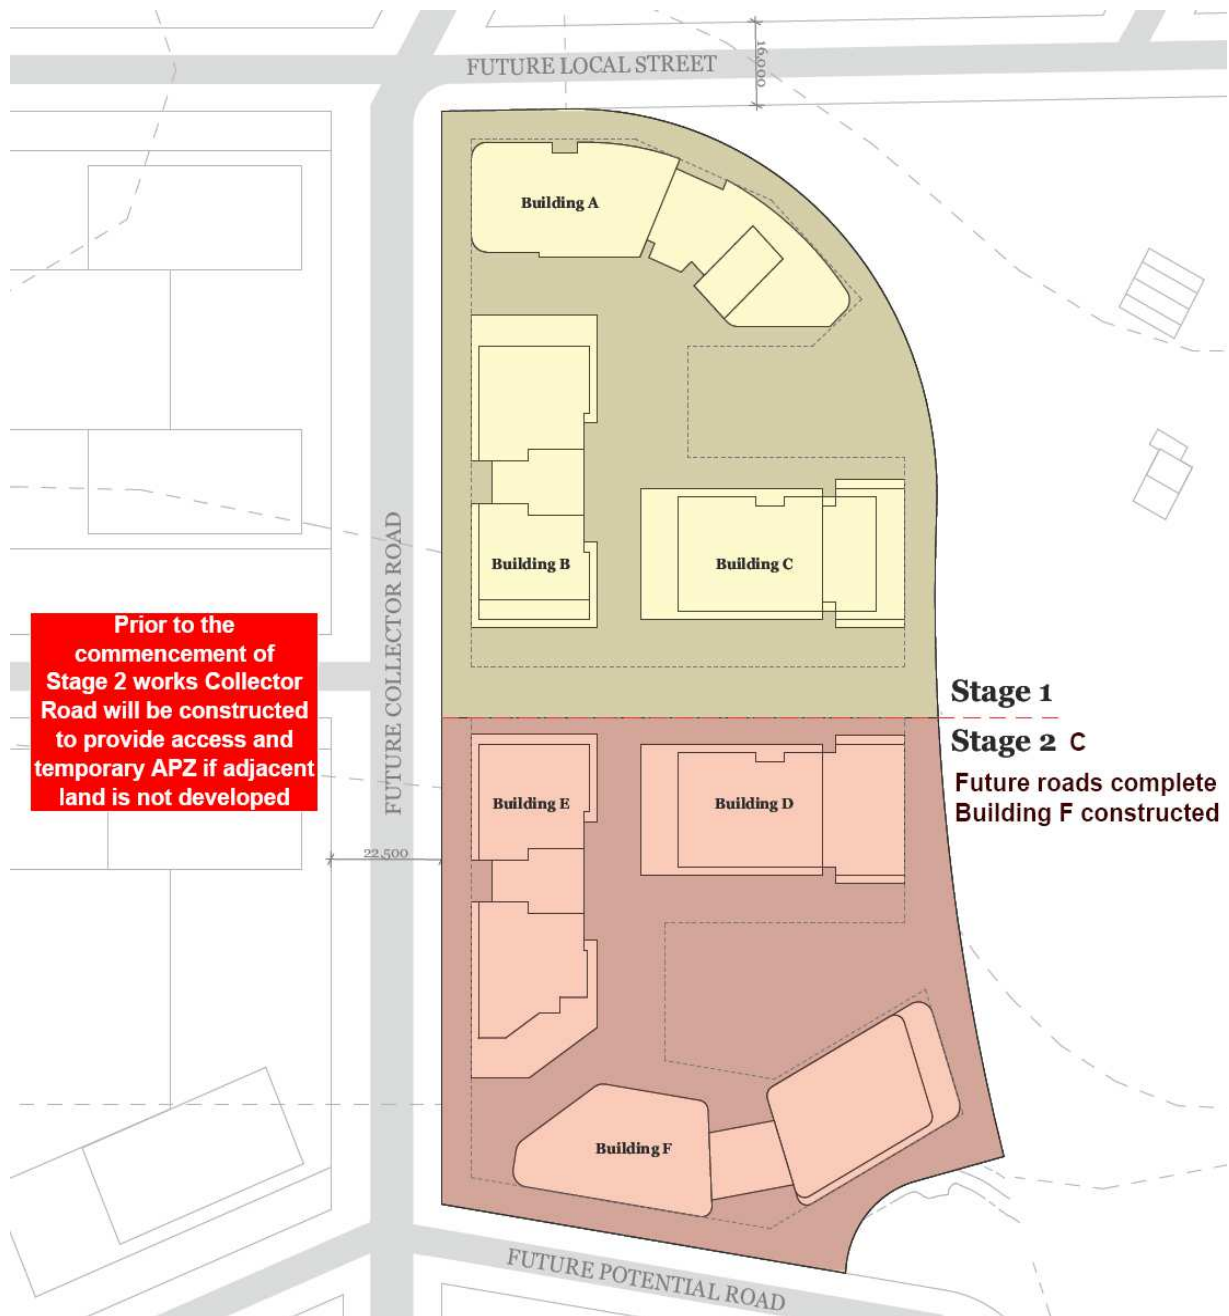 FUTURE LOCAL STREET
16,000
Building A
Building B
Building C
FUTURE COLLECTOR ROAD
Prior to the
commencement of
Stage 2 works Collector
Road will be constructed
to provide access and
temporary APZ if adjacent
land is not developed
Stage 1
Stage 2 C
Future roads complete
Building F constructed
Building E
Building D
22,500
Building F
FUTURE POTENTIAL ROAD